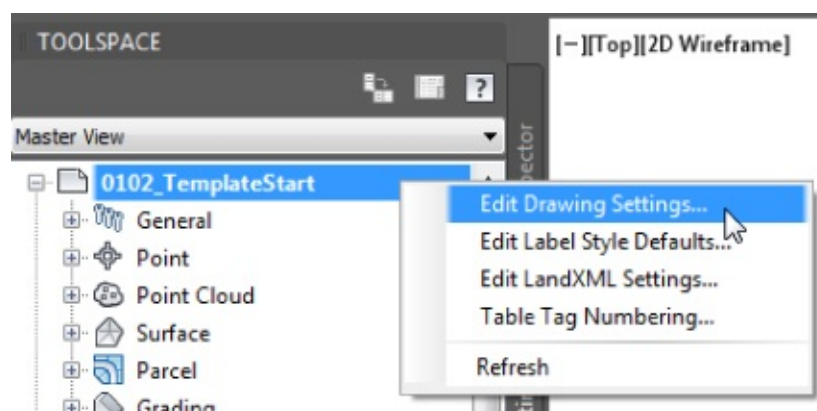 TOOLSPACE
[−][Top][2D Wireframe]
?
Master View
0102_TemplateStart
General
Point
Point Cloud
Surface
Parcel
Grading
Edit Drawing Settings...
Edit Label Style Defaults...
Edit LandXML Settings...
Table Tag Numbering...
Refresh